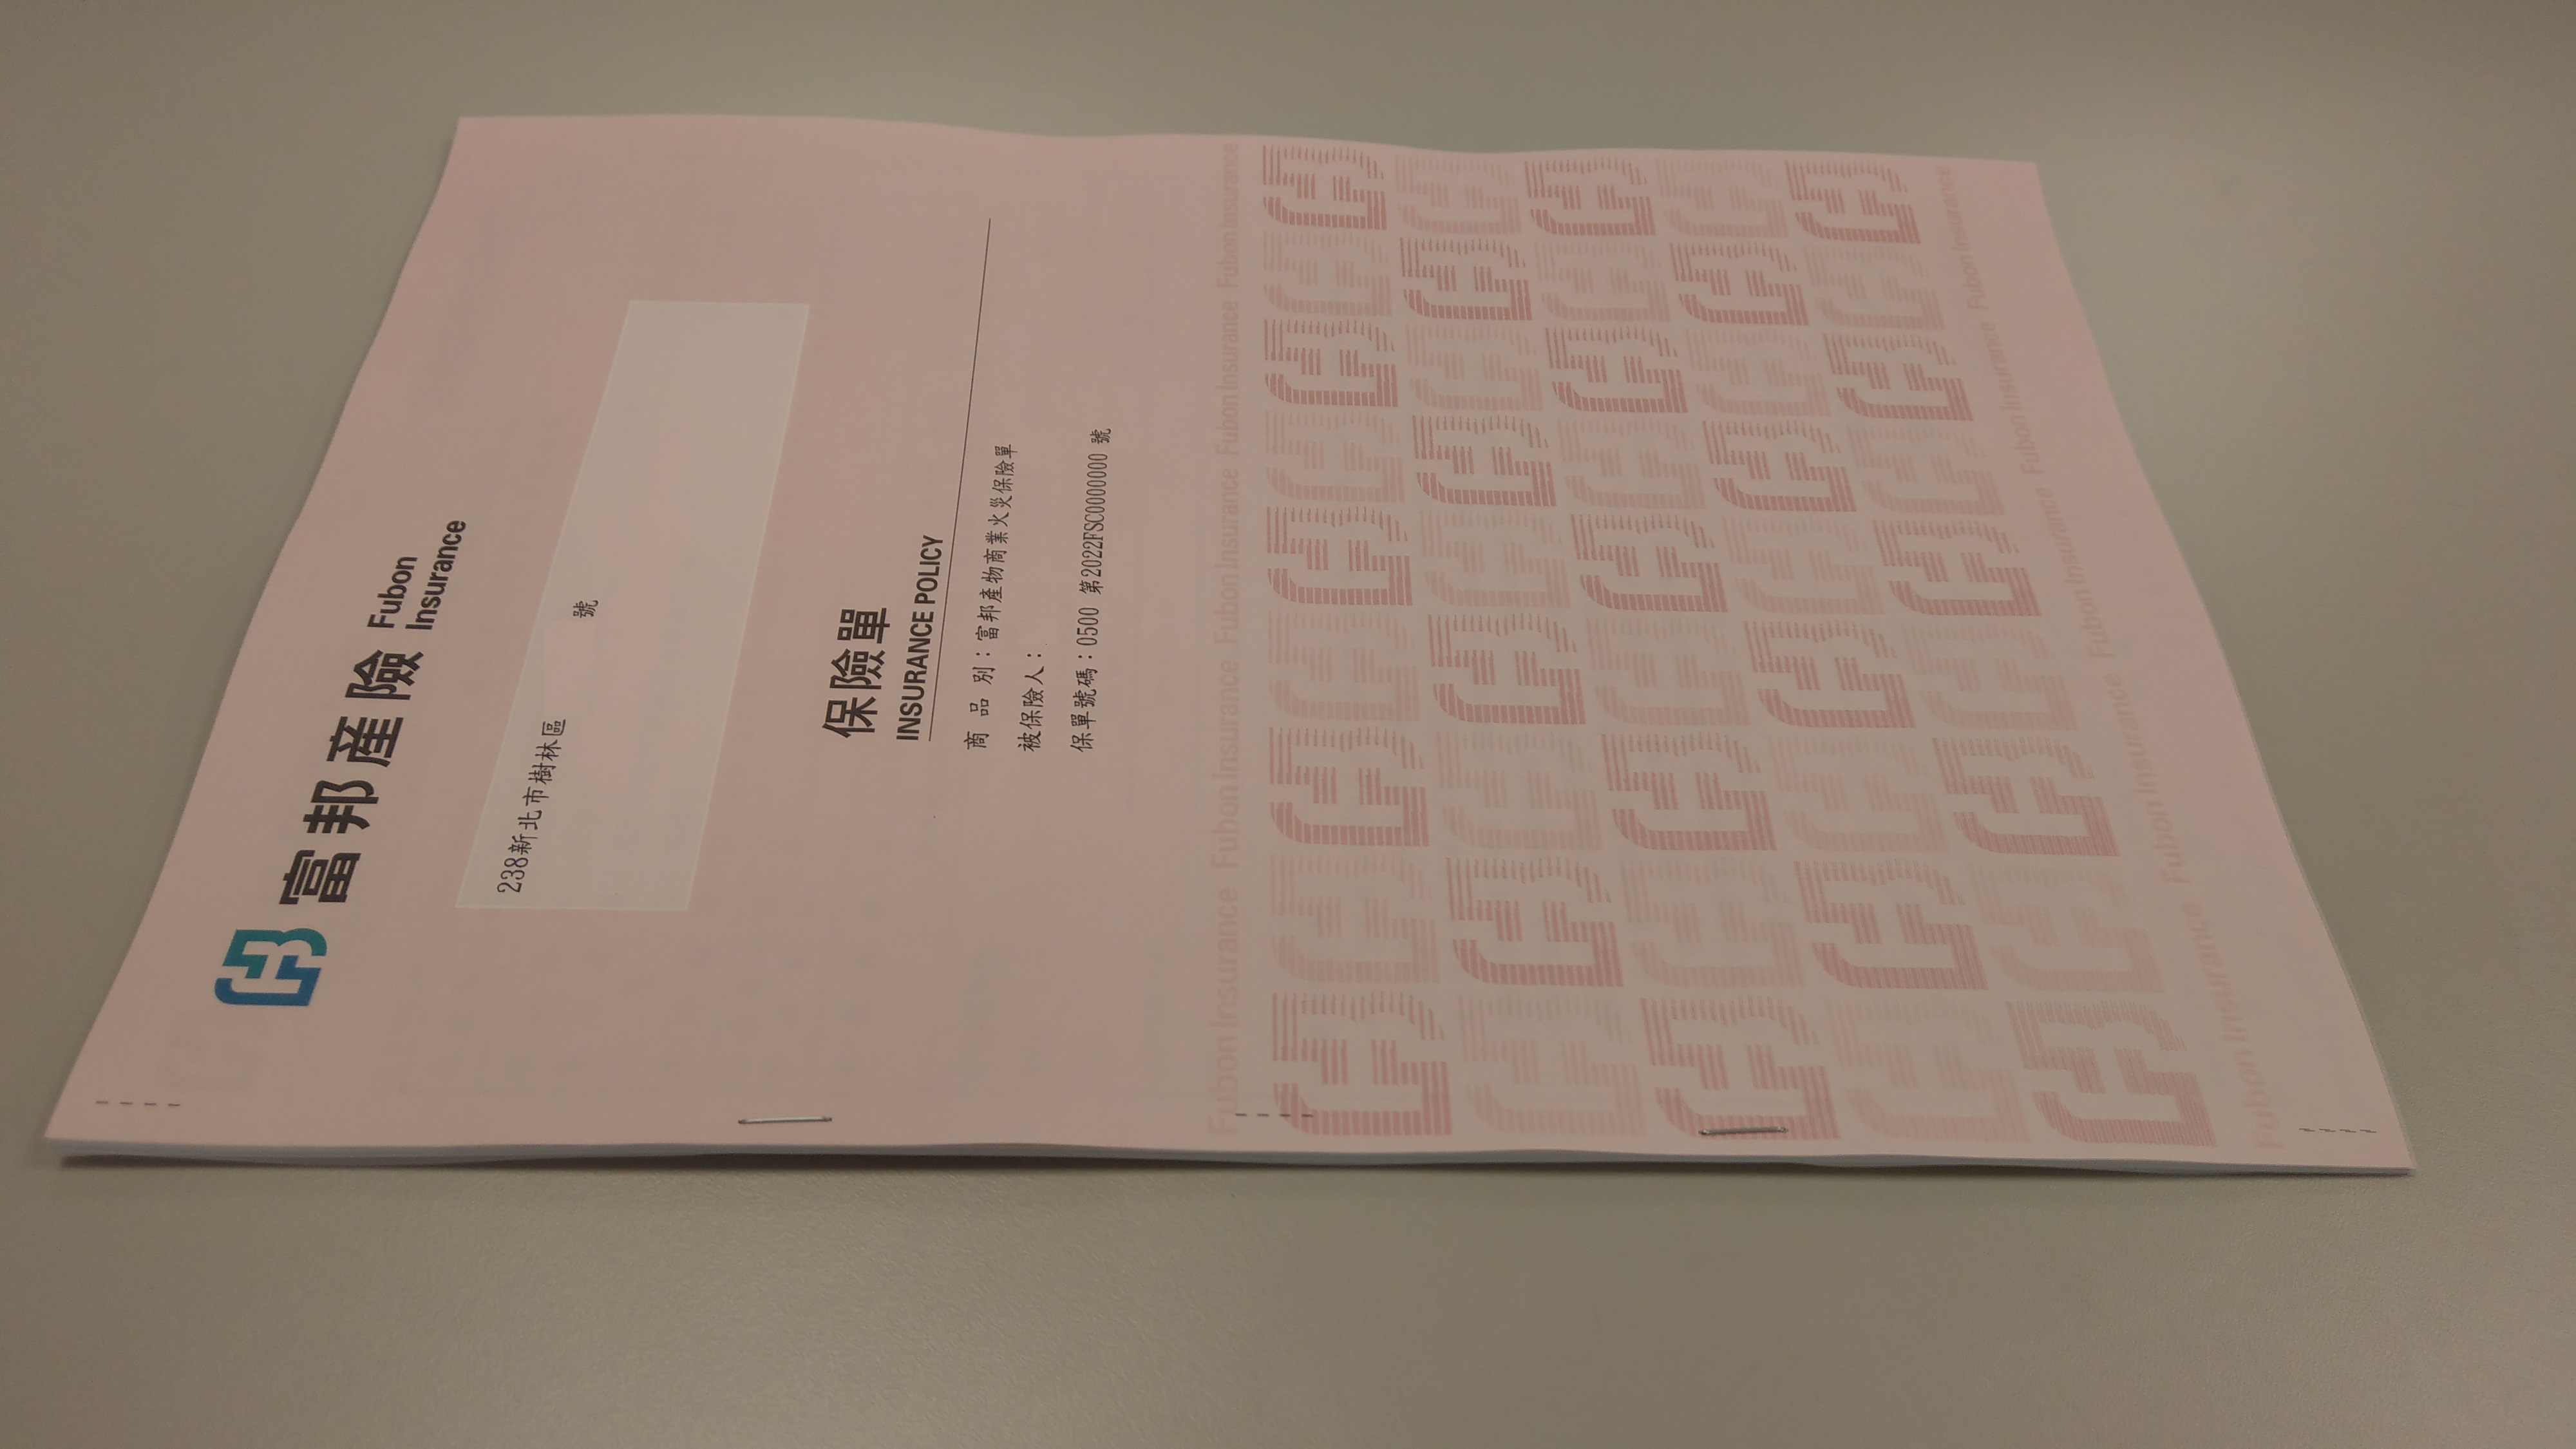 富邦產險 Fubon Insurance
238新北市樹林區
號
保險單
INSURANCE POLICY
商品別：富邦產物商業火災保險單
被保險人：
保單號碼：0500 第2022FSC0000000 號
Fubon Insurance Fubon Insurance Fubon Insurance Fubon Insurance Fubon Insurance Fubon Insurance
Fubon Insurance Fubon Insurance Fubon Insurance Fubon Insurance Fubon Insurance Fubon Insurance